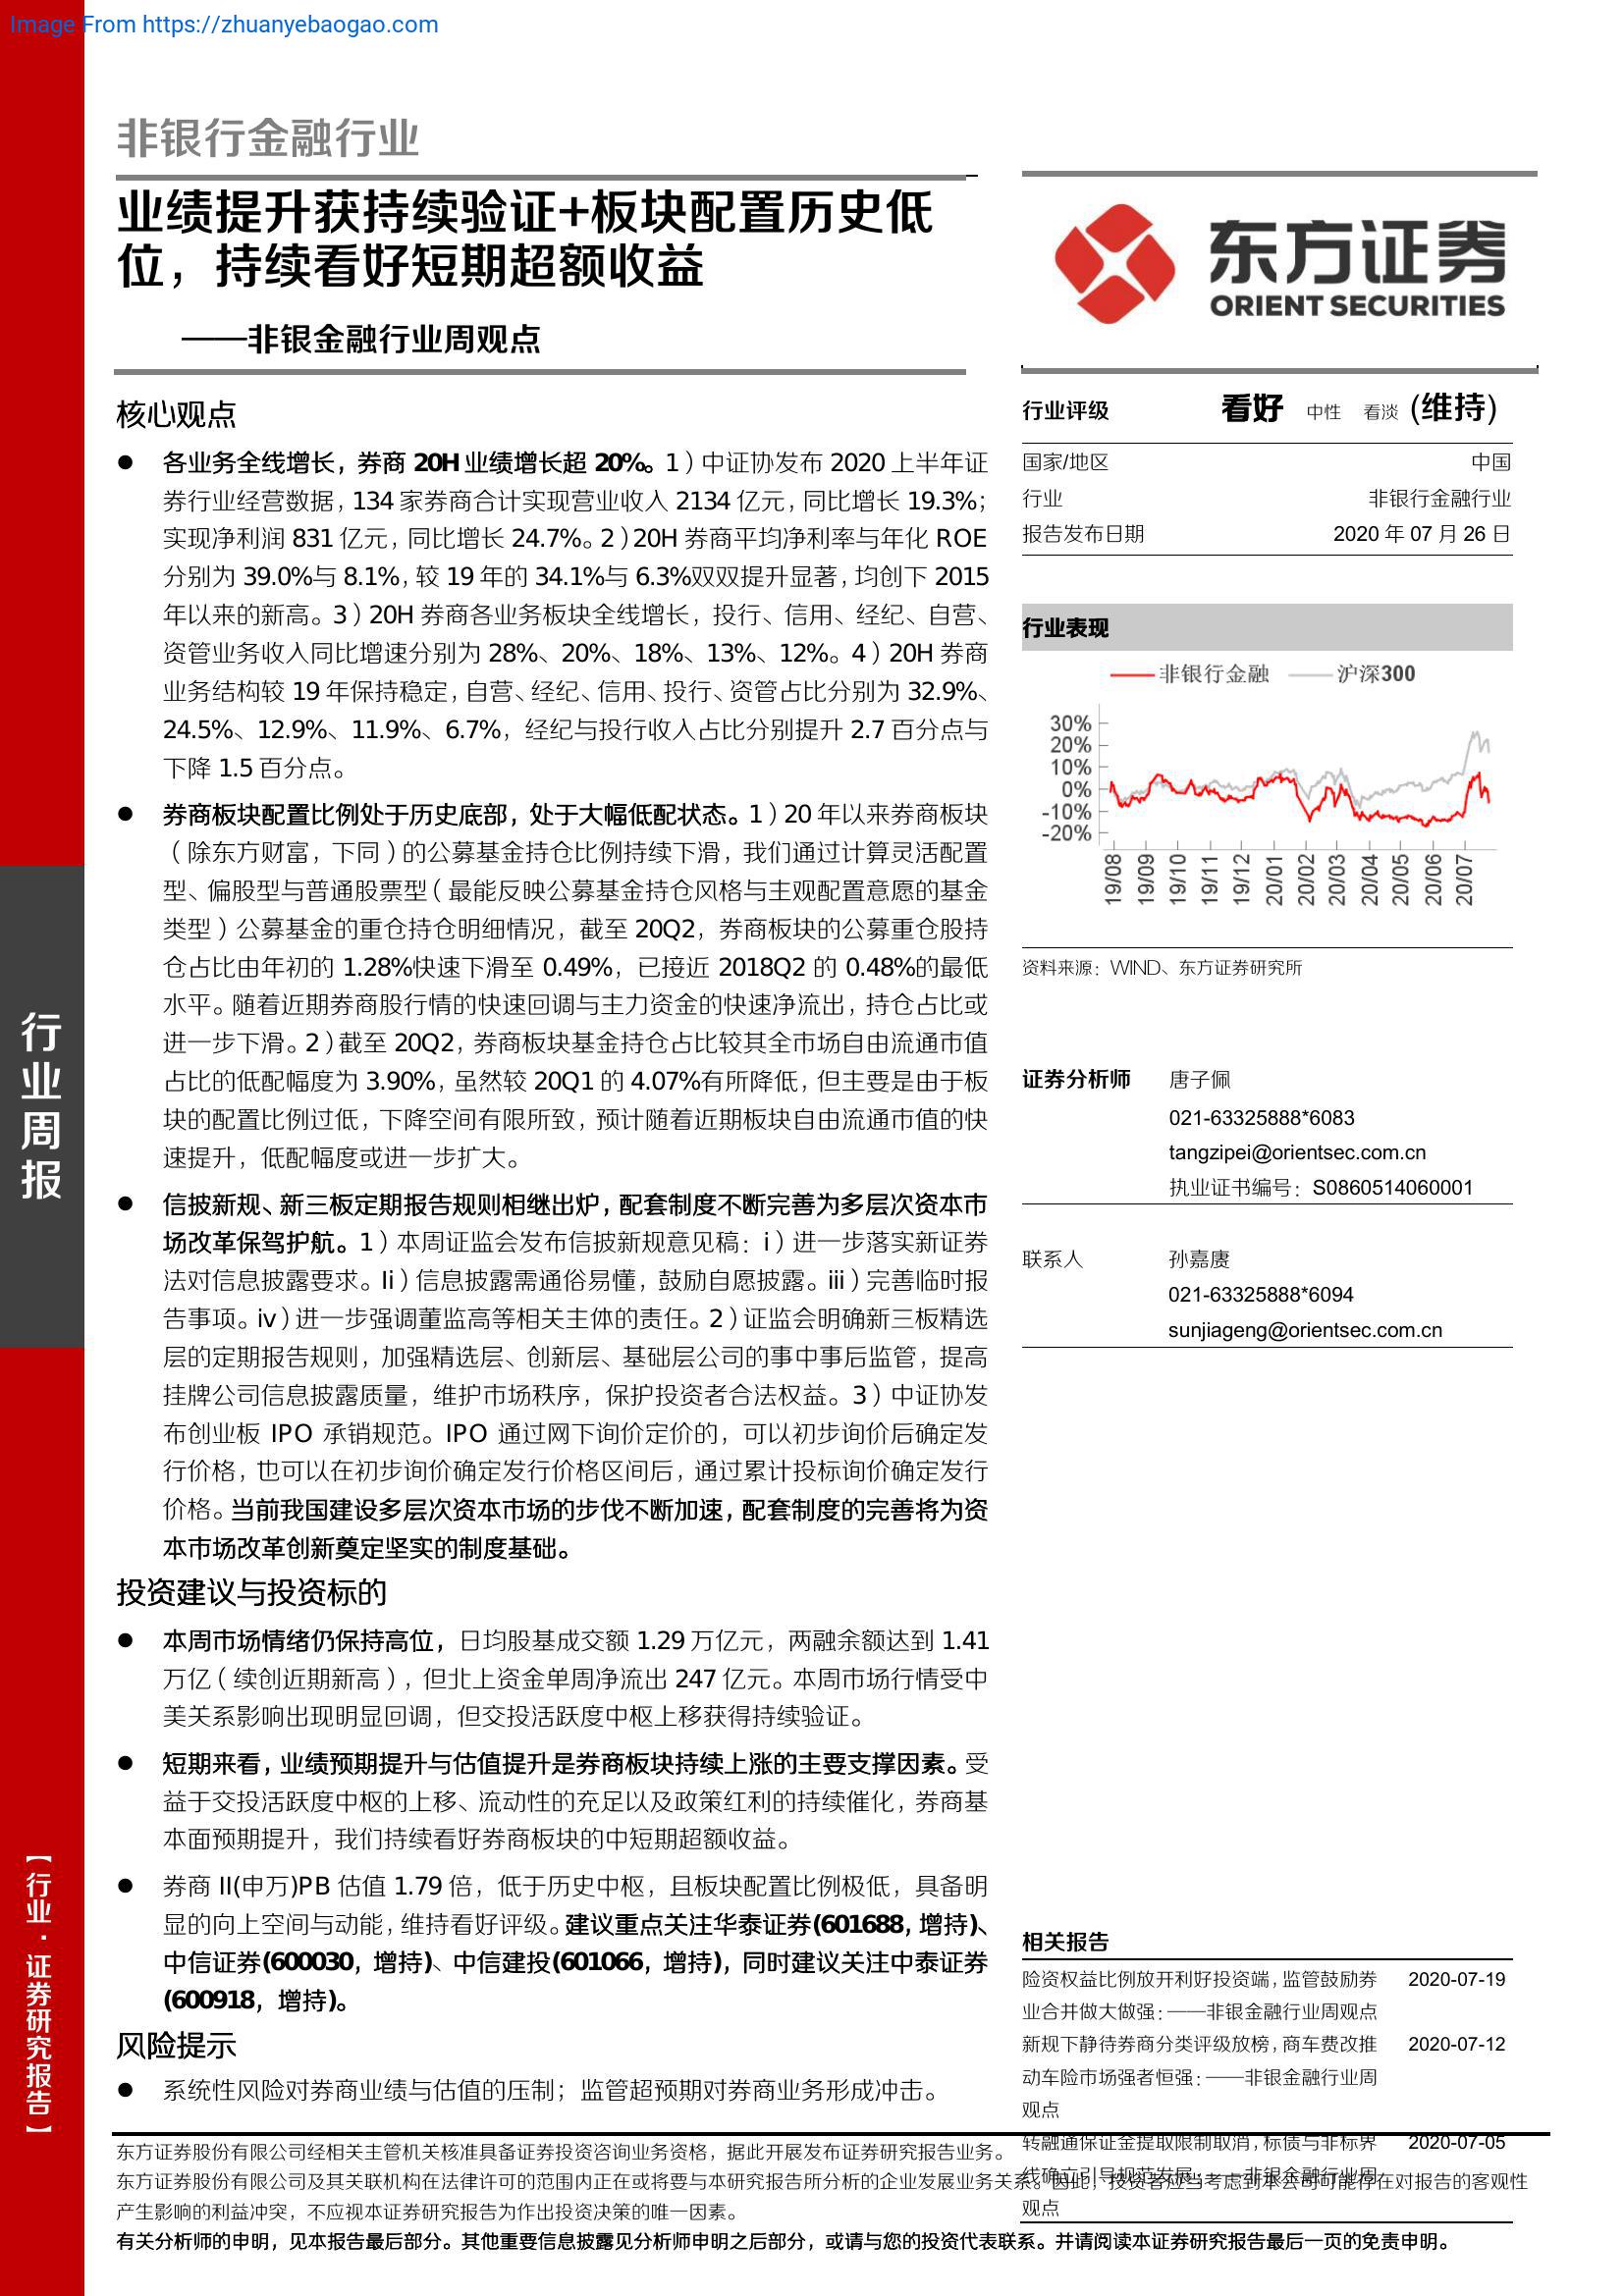 Image From https://zhuanyebaogao.com
非银行金融行业
业绩提升获持续验证+板块配置历史低
位，持续看好短期超额收益
——非银金融行业周观点
东方证券
ORIENT SECURITIES
核心观点
● 各业务全线增长，券商 20H 业绩增长超 20%。1）中证协发布 2020 上半年证
券行业经营数据，134 家券商合计实现营业收入 2134 亿元，同比增长 19.3%；
实现净利润 831 亿元，同比增长 24.7%。2）20H 券商平均净利率与年化 ROE
分别为 39.0%与 8.1%，较 19 年的 34.1%与 6.3%双双提升显著，均创下 2015
年以来的新高。3）20H 券商各业务板块全线增长，投行、信用、经纪、自营、
资管业务收入同比增速分别为 28%、20%、18%、13%、12%。4）20H 券商
业务结构较 19 年保持稳定，自营、经纪、信用、投行、资管占比分别为 32.9%、
24.5%、12.9%、11.9%、6.7%，经纪与投行收入占比分别提升 2.7 百分点与
下降 1.5 百分点。
● 券商板块配置比例处于历史底部，处于大幅低配状态。1）20 年以来券商板块
（除东方财富，下同）的公募基金持仓比例持续下滑，我们通过计算灵活配置
型、偏股型与普通股票型（最能反映公募基金持仓风格与主观配置意愿的基金
类型）公募基金的重仓持仓明细情况，截至 20Q2，券商板块的公募重仓股持
仓占比由年初的 1.28%快速下滑至 0.49%，已接近 2018Q2 的 0.48%的最低
水平。随着近期券商股行情的快速回调与主力资金的快速净流出，持仓占比或
进一步下滑。2）截至 20Q2，券商板块基金持仓占比较其全市场自由流通市值
占比的低配幅度为 3.90%，虽然较 20Q1 的 4.07%有所降低，但主要是由于板
块的配置比例过低，下降空间有限所致，预计随着近期板块自由流通市值的快
速提升，低配幅度或进一步扩大。
● 信披新规、新三板定期报告规则相继出炉，配套制度不断完善为多层次资本市
场改革保驾护航。1）本周证监会发布信披新规意见稿：i）进一步落实新证券
法对信息披露要求。Ii）信息披露需通俗易懂，鼓励自愿披露。iii）完善临时报
告事项。iv）进一步强调董监高等相关主体的责任。2）证监会明确新三板精选
层的定期报告规则，加强精选层、创新层、基础层公司的事中事后监管，提高
挂牌公司信息披露质量，维护市场秩序，保护投资者合法权益。3）中证协发
布创业板 IPO 承销规范。IPO 通过网下询价定价的，可以初步询价后确定发
行价格，也可以在初步询价确定发行价格区间后，通过累计投标询价确定发行
价格。当前我国建设多层次资本市场的步伐不断加速，配套制度的完善将为资
本市场改革创新奠定坚实的制度基础。
投资建议与投资标的
● 本周市场情绪仍保持高位，日均股基成交额 1.29 万亿元，两融余额达到 1.41
万亿（续创近期新高），但北上资金单周净流出 247 亿元。本周市场行情受中
美关系影响出现明显回调，但交投活跃度中枢上移获得持续验证。
● 短期来看，业绩预期提升与估值提升是券商板块持续上涨的主要支撑因素。受
益于交投活跃度中枢的上移、流动性的充足以及政策红利的持续催化，券商基
本面预期提升，我们持续看好券商板块的中短期超额收益。
● 券商 II(申万)PB 估值 1.79 倍，低于历史中枢，且板块配置比例极低，具备明
显的向上空间与动能，维持看好评级。建议重点关注华泰证券(601688，增持)、
中信证券(600030，增持)、中信建投(601066，增持)，同时建议关注中泰证券
(600918，增持)。
风险提示
● 系统性风险对券商业绩与估值的压制；监管超预期对券商业务形成冲击。
行业评级 看好 中性 看淡 (维持)
国家/地区 中国
行业 非银行金融行业
报告发布日期 2020 年 07 月 26 日
行业表现
非银行金融 沪深300
30%
20%
10%
0%
-10%
-20%
19/08 19/09 19/10 19/11 19/12 20/01 20/02 20/03 20/04 20/05 20/06 20/07
资料来源：WIND、东方证券研究所
证券分析师 唐子佩
021-63325888*6083
tangzipei@orientsec.com.cn
执业证书编号：S0860514060001
联系人 孙嘉赓
021-63325888*6094
sunjiageng@orientsec.com.cn
相关报告
险资权益比例放开利好投资端，监管鼓励券 2020-07-19
业合并做大做强：——非银金融行业周观点
新规下静待券商分类评级放榜，商车费改推 2020-07-12
动车险市场强者恒强：——非银金融行业周
观点
转融通保证金提取限制取消，标债与非标界 2020-07-05
线确立引导规范发展：——非银金融行业周
观点
行业周报
【行业·证券研究报告】
东方证券股份有限公司经相关主管机关核准具备证券投资咨询业务资格，据此开展发布证券研究报告业务。
东方证券股份有限公司及其关联机构在法律许可的范围内正在或将要与本研究报告所分析的企业发展业务关系。因此，投资者应当考虑到本公司可能存在对报告的客观性
产生影响的利益冲突，不应视本证券研究报告为作出投资决策的唯一因素。
有关分析师的申明，见本报告最后部分。其他重要信息披露见分析师申明之后部分，或请与您的投资代表联系。并请阅读本证券研究报告最后一页的免责申明。